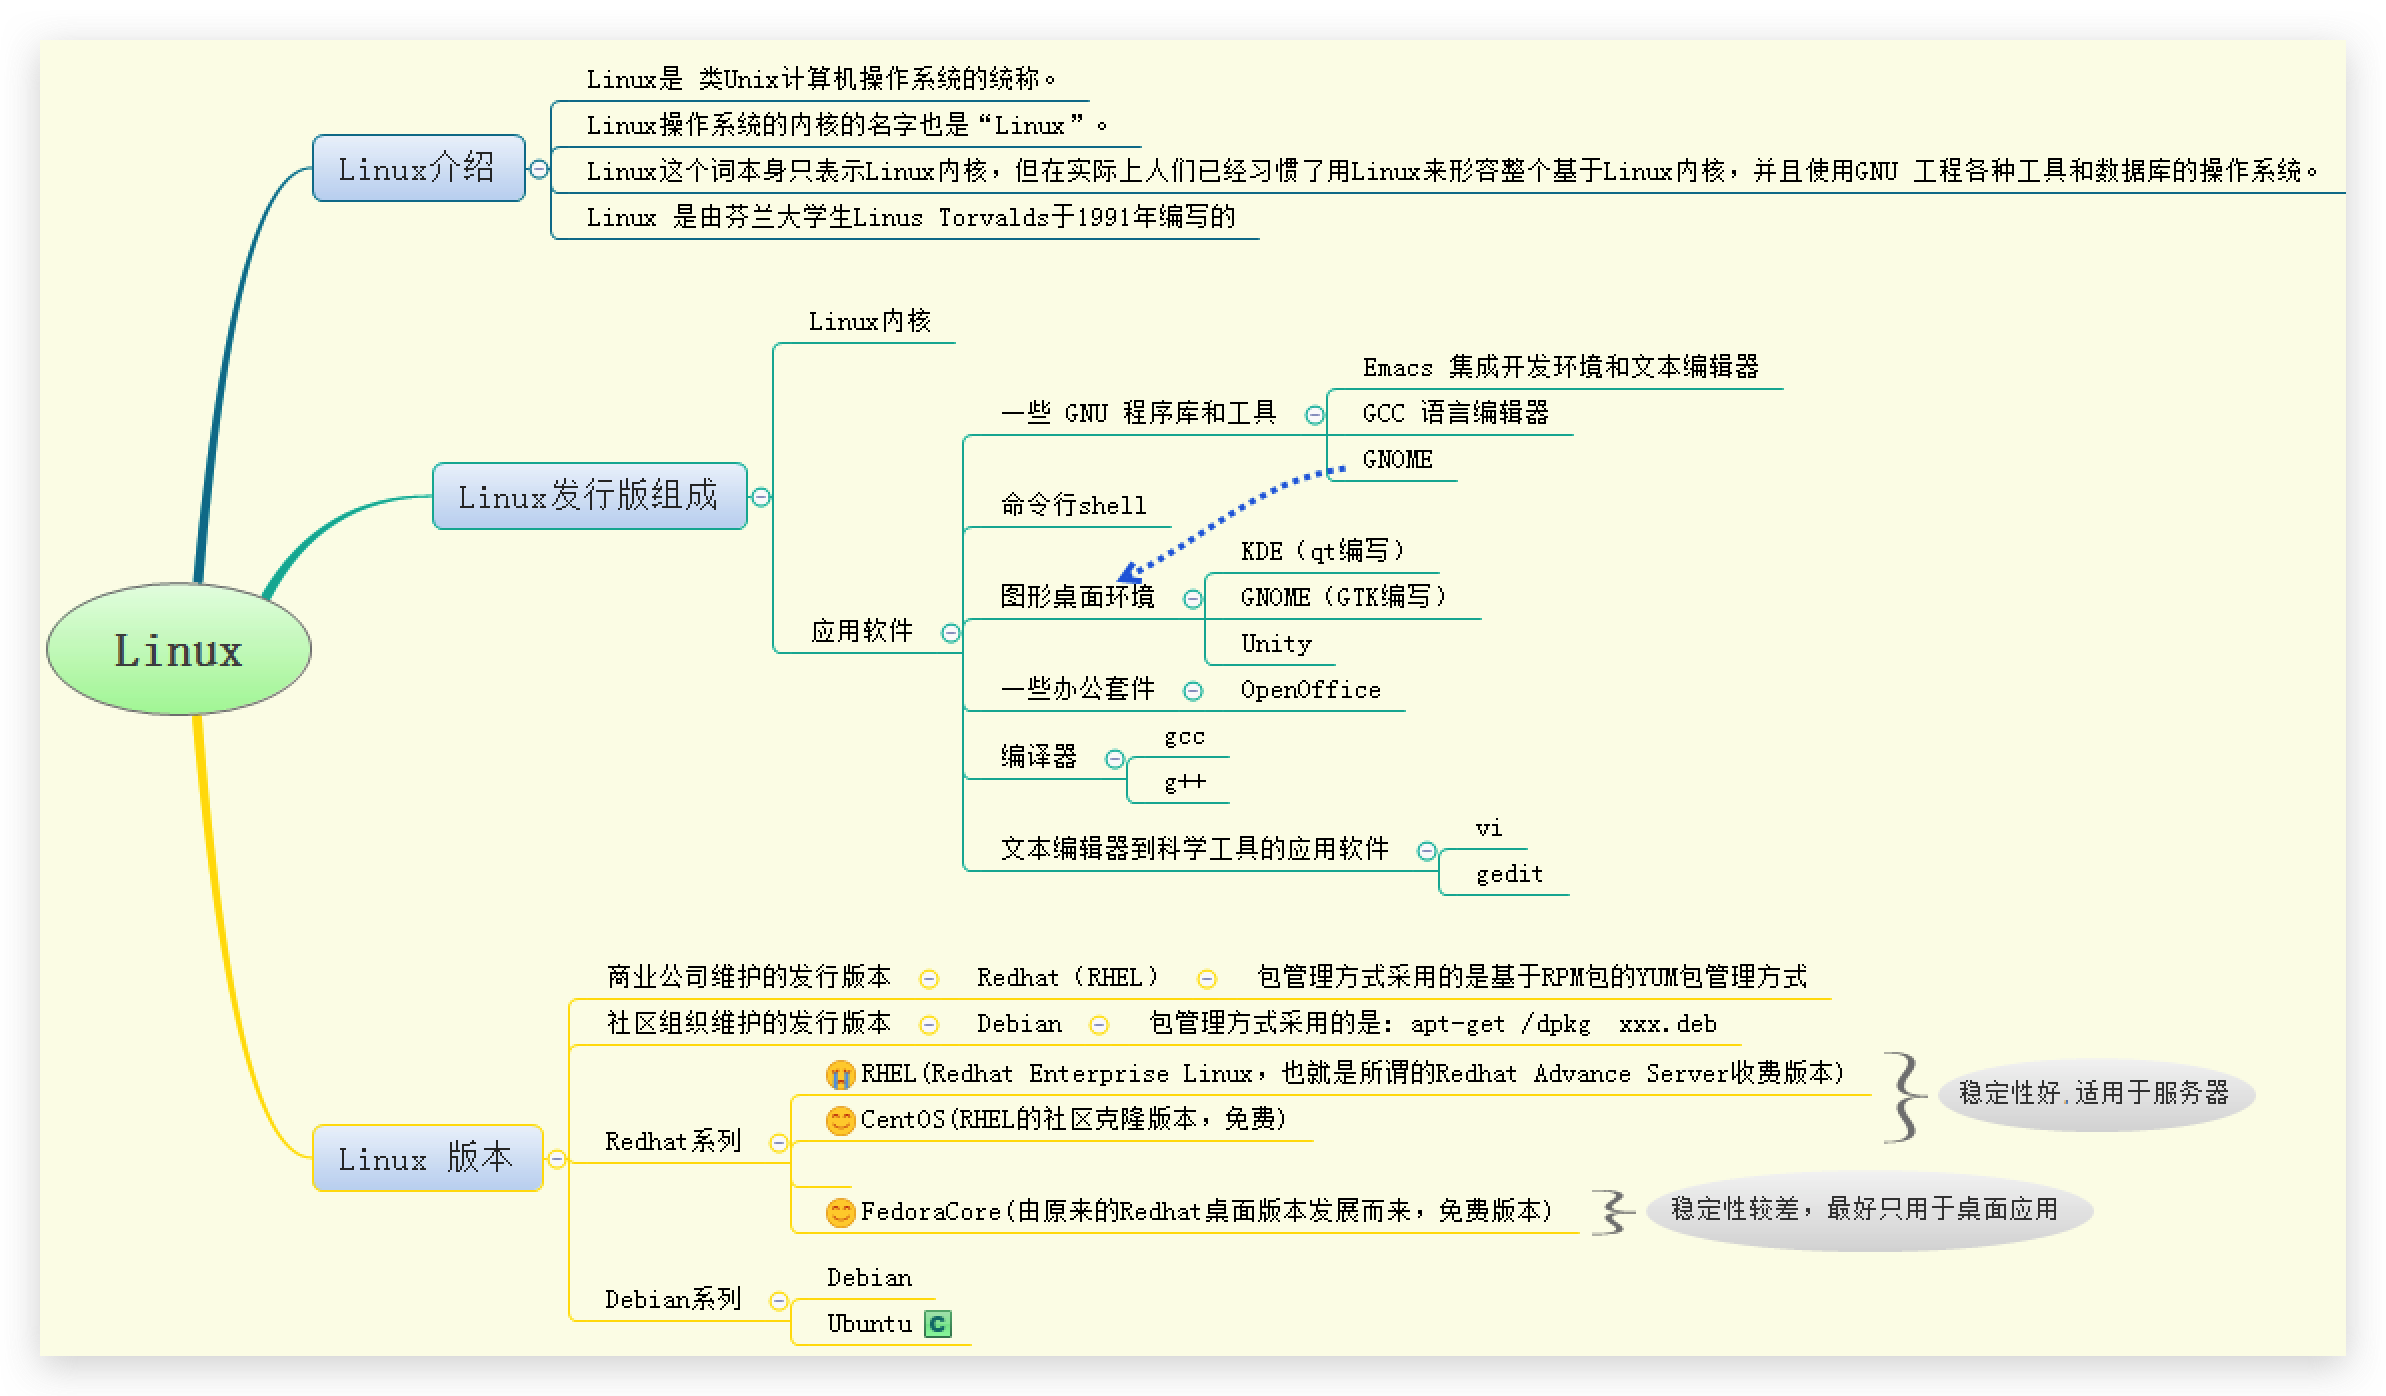 Linux是 类Unix计算机操作系统的统称。
Linux操作系统的内核的名字也是“Linux”。
Linux介绍
Linux这个词本身只表示Linux内核，但在实际上人们已经习惯了用Linux来形容整个基于Linux内核，并且使用GNU 工程各种工具和数据库的操作系统。
Linux 是由芬兰大学生Linus Torvalds于1991年编写的
Linux
Linux发行版组成
Linux内核
应用软件
一些 GNU 程序库和工具
Emacs 集成开发环境和文本编辑器
GCC 语言编辑器
GNOME
命令行shell
图形桌面环境
KDE（qt编写）
GNOME（GTK编写）
Unity
一些办公套件
OpenOffice
编译器
gcc
g++
文本编辑器到科学工具的应用软件
vi
gedit
Linux 版本
商业公司维护的发行版本
Redhat（RHEL）
包管理方式采用的是基于RPM包的YUM包管理方式
社区组织维护的发行版本
Debian
包管理方式采用的是：apt-get /dpkg xxx.deb
Redhat系列
RHEL(Redhat Enterprise Linux，也就是所谓的Redhat Advance Server收费版本)
CentOS(RHEL的社区克隆版本，免费)
稳定性好,适用于服务器
FedoraCore(由原来的Redhat桌面版本发展而来，免费版本)
稳定性较差，最好只用于桌面应用
Debian系列
Debian
Ubuntu C